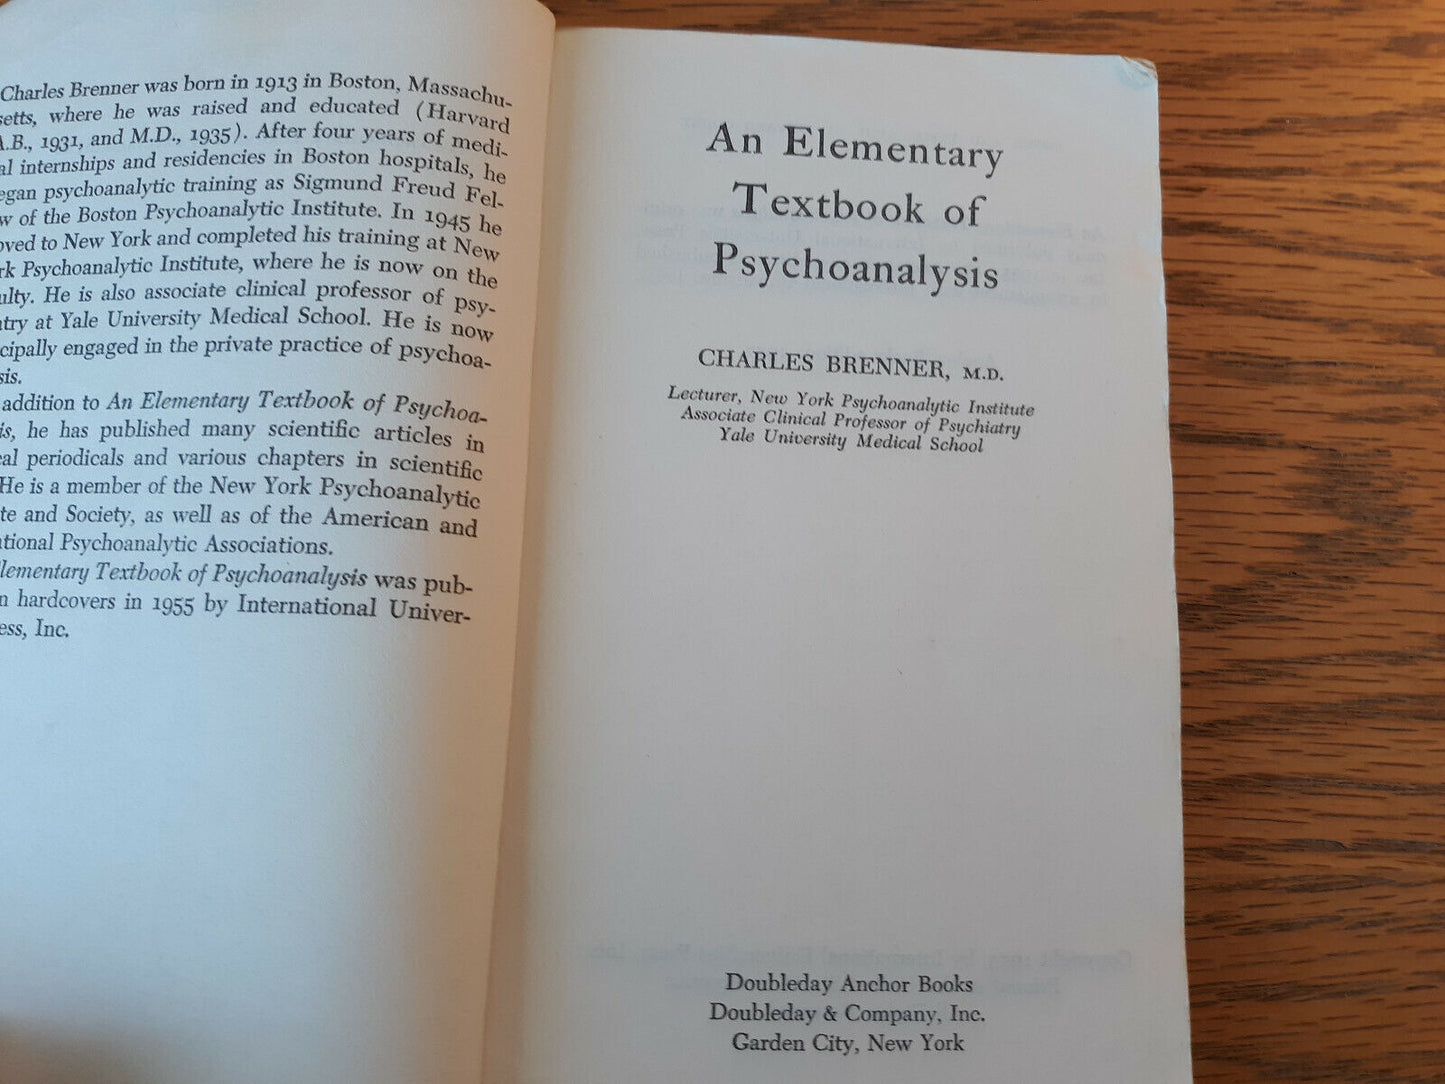 Charles Brenner was born in 1913 in Boston, Massachu-
setts, where he was raised and educated (Harvard
A.B., 1931, and M.D., 1935). After four years of medi-
al internships and residencies in Boston hospitals, he
egan psychoanalytic training as Sigmund Freud Fel-
w of the Boston Psychoanalytic Institute. In 1945 he
oved to New York and completed his training at New
rk Psychoanalytic Institute, where he is now on the
ulty. He is also associate clinical professor of psy-
atry at Yale University Medical School. He is now
cipally engaged in the private practice of psychoa-
sis.
addition to An Elementary Textbook of Psychoa-
is, he has published many scientific articles in
cal periodicals and various chapters in scientific
He is a member of the New York Psychoanalytic
te and Society, as well as of the American and
ational Psychoanalytic Associations.
lementary Textbook of Psychoanalysis was pub-
n hardcovers in 1955 by International Univer-
ess, Inc.
An Elementary
Textbook of
Psychoanalysis
CHARLES BRENNER, M.D.
Lecturer, New York Psychoanalytic Institute
Associate Clinical Professor of Psychiatry
Yale University Medical School
Doubleday Anchor Books
Doubleday & Company, Inc.
Garden City, New York